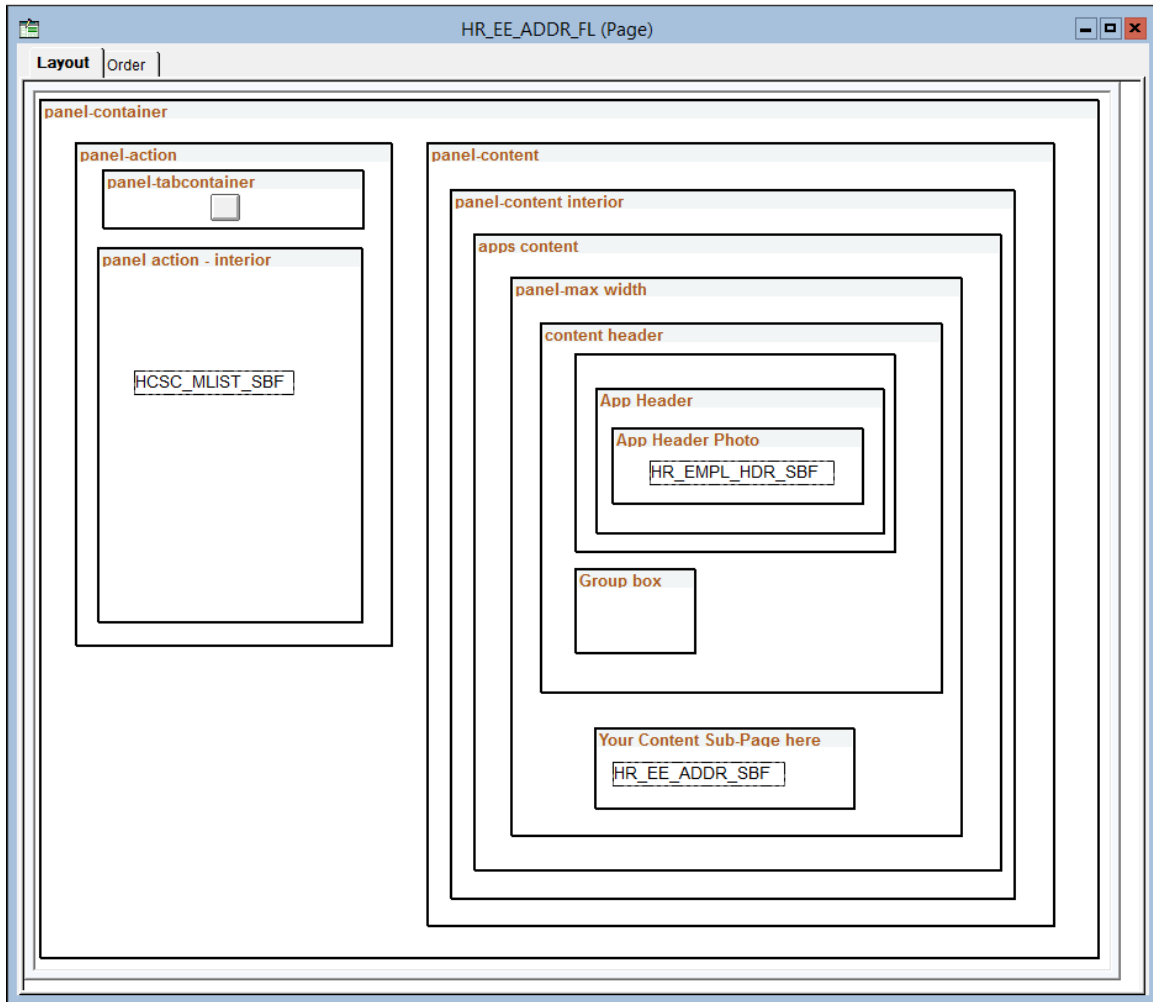 HR_EE_ADDR_FL (Page)
Layout
Order
panel-container
panel-action
panel-tabcontainer
panel action - interior
HCSC_MLIST_SBF
panel-content
panel-content interior
apps content
panel-max width
content header
App Header
App Header Photo
HR_EMPL_HDR_SBF
Group box
Your Content Sub-Page here
HR_EE_ADDR_SBF